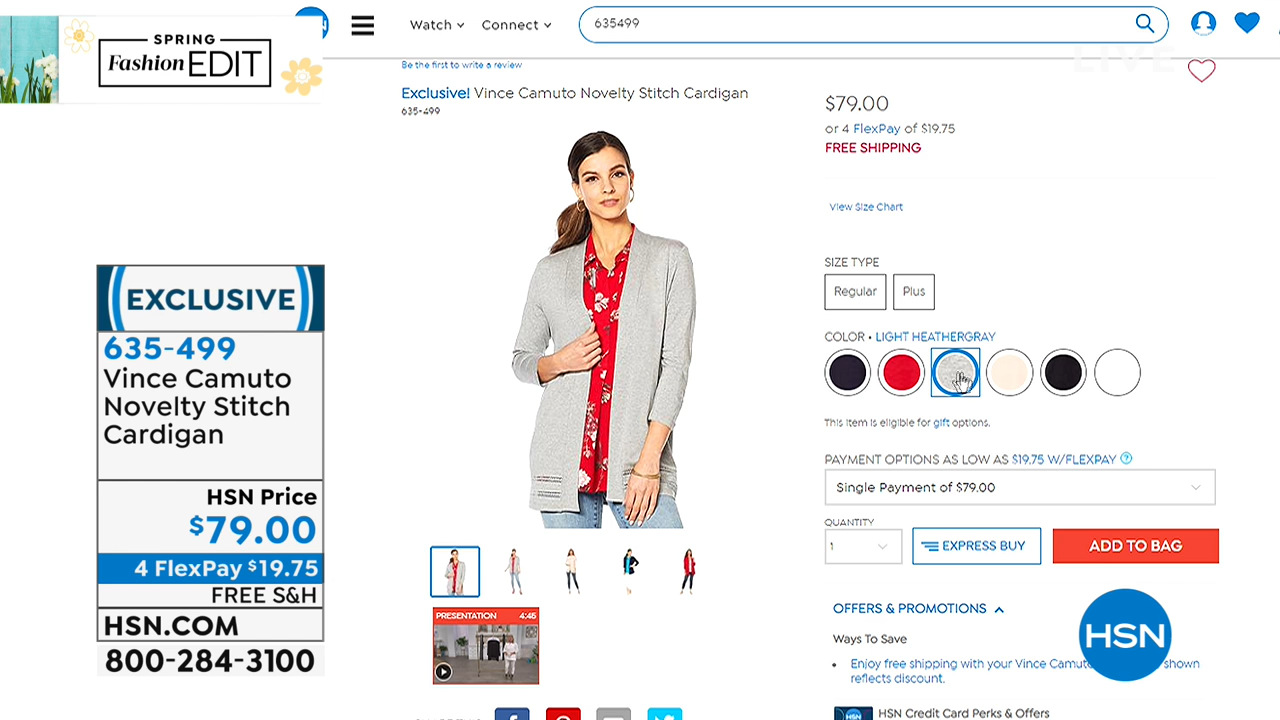 SPRING
Fashion EDIT
Watch
Connect
635499
LIVE
Be the first to write a review
Exclusive! Vince Camuto Novelty Stitch Cardigan
635-499
$79.00
or 4 FlexPay of $19.75
FREE SHIPPING
View Size Chart
SIZE TYPE
Regular
Plus
COLOR • LIGHT HEATHERGRAY
This item is eligible for gift options.
PAYMENT OPTIONS AS LOW AS $19.75 W/FLEXPAY ?
Single Payment of $79.00
QUANTITY
1
EXPRESS BUY
ADD TO BAG
OFFERS & PROMOTIONS
Ways To Save
• Enjoy free shipping with your Vince Camuto shown
reflects discount.
HSN
HSN Credit Card Perks & Offers
HSN
PRESENTATION 4:45
EXCLUSIVE
635-499
Vince Camuto
Novelty Stitch
Cardigan
HSN Price
$79.00
4 FlexPay $19.75
FREE S&H
HSN.COM
800-284-3100